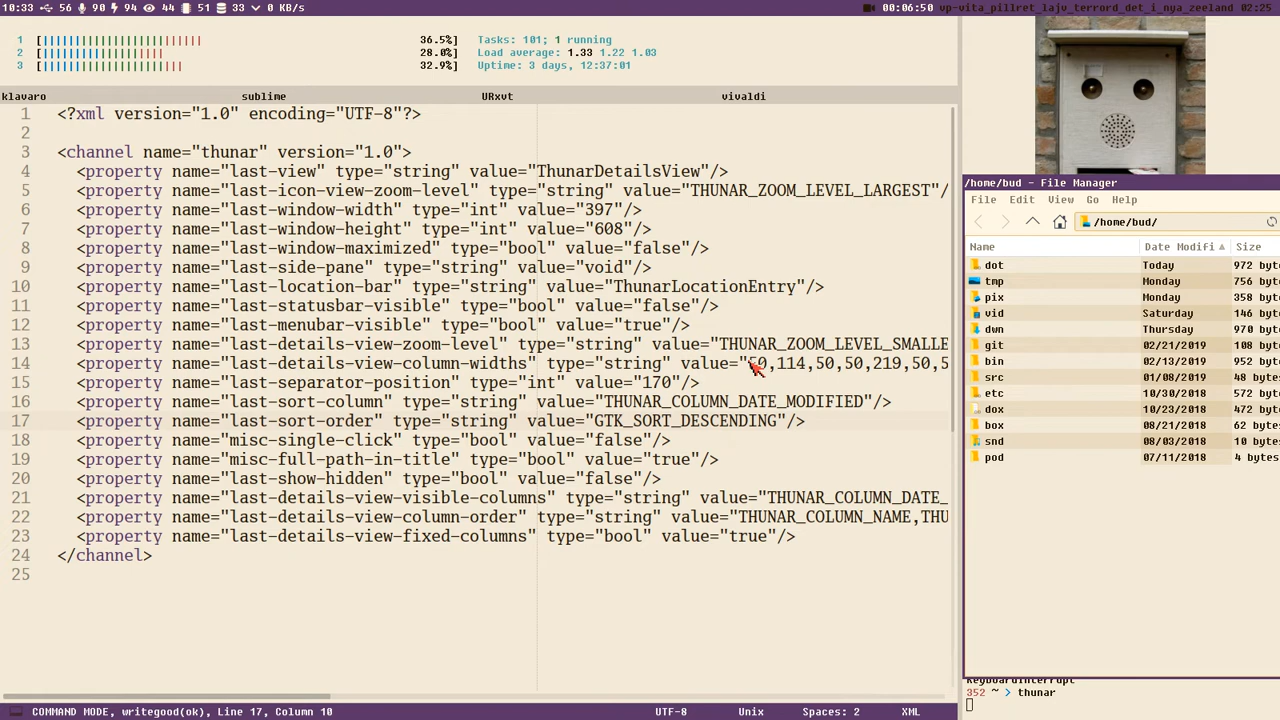 10:33 56 90 94 44 51 33 0 KB/s 00:06:50 vp-vita_pillret_lajv_terrord_det_i_nya_zeeland 02:25
1 [||||||||||||||||||||||||||||| 36.5%] Tasks: 101; 1 running
2 [|||||||||||||||||||||| 28.0%] Load average: 1.33 1.22 1.03
3 [|||||||||||||||||||||||||| 32.9%] Uptime: 3 days, 12:37:01
klavaro sublime URxvt vivaldi
1 <?xml version="1.0" encoding="UTF-8"?>
2
3 <channel name="thunar" version="1.0">
4 <property name="last-view" type="string" value="ThunarDetailsView"/>
5 <property name="last-icon-view-zoom-level" type="string" value="THUNAR_ZOOM_LEVEL_LARGEST"/
6 <property name="last-window-width" type="int" value="397"/>
7 <property name="last-window-height" type="int" value="608"/>
8 <property name="last-window-maximized" type="bool" value="false"/>
9 <property name="last-side-pane" type="string" value="void"/>
10 <property name="last-location-bar" type="string" value="ThunarLocationEntry"/>
11 <property name="last-statusbar-visible" type="bool" value="false"/>
12 <property name="last-menubar-visible" type="bool" value="true"/>
13 <property name="last-details-view-zoom-level" type="string" value="THUNAR_ZOOM_LEVEL_SMALLE
14 <property name="last-details-view-column-widths" type="string" value="50,114,50,50,219,50,5
15 <property name="last-separator-position" type="int" value="170"/>
16 <property name="last-sort-column" type="string" value="THUNAR_COLUMN_DATE_MODIFIED"/>
17 <property name="last-sort-order" type="string" value="GTK_SORT_DESCENDING"/>
18 <property name="misc-single-click" type="bool" value="false"/>
19 <property name="misc-full-path-in-title" type="bool" value="true"/>
20 <property name="last-show-hidden" type="bool" value="false"/>
21 <property name="last-details-view-visible-columns" type="string" value="THUNAR_COLUMN_DATE_
22 <property name="last-details-view-column-order" type="string" value="THUNAR_COLUMN_NAME,THU
23 <property name="last-details-view-fixed-columns" type="bool" value="true"/>
24 </channel>
25
COMMAND MODE, writegood(ok), Line 17, Column 10 UTF-8 Unix Spaces: 2 XML
/home/bud - File Manager
File Edit View Go Help
/home/bud/
Name Date Modifi Size
dot Today 972 byt
tmp Monday 756 byt
pix Monday 358 byt
vid Saturday 146 byt
dwn Thursday 970 byt
git 02/21/2019 108 byt
bin 02/13/2019 952 byt
src 01/08/2019 48 byte
etc 10/30/2018 572 byt
dox 10/23/2018 472 byt
box 08/21/2018 62 byte
snd 08/03/2018 10 byte
pod 07/11/2018 4 bytes
KeyboardInterrupt
352 ~ > thunar